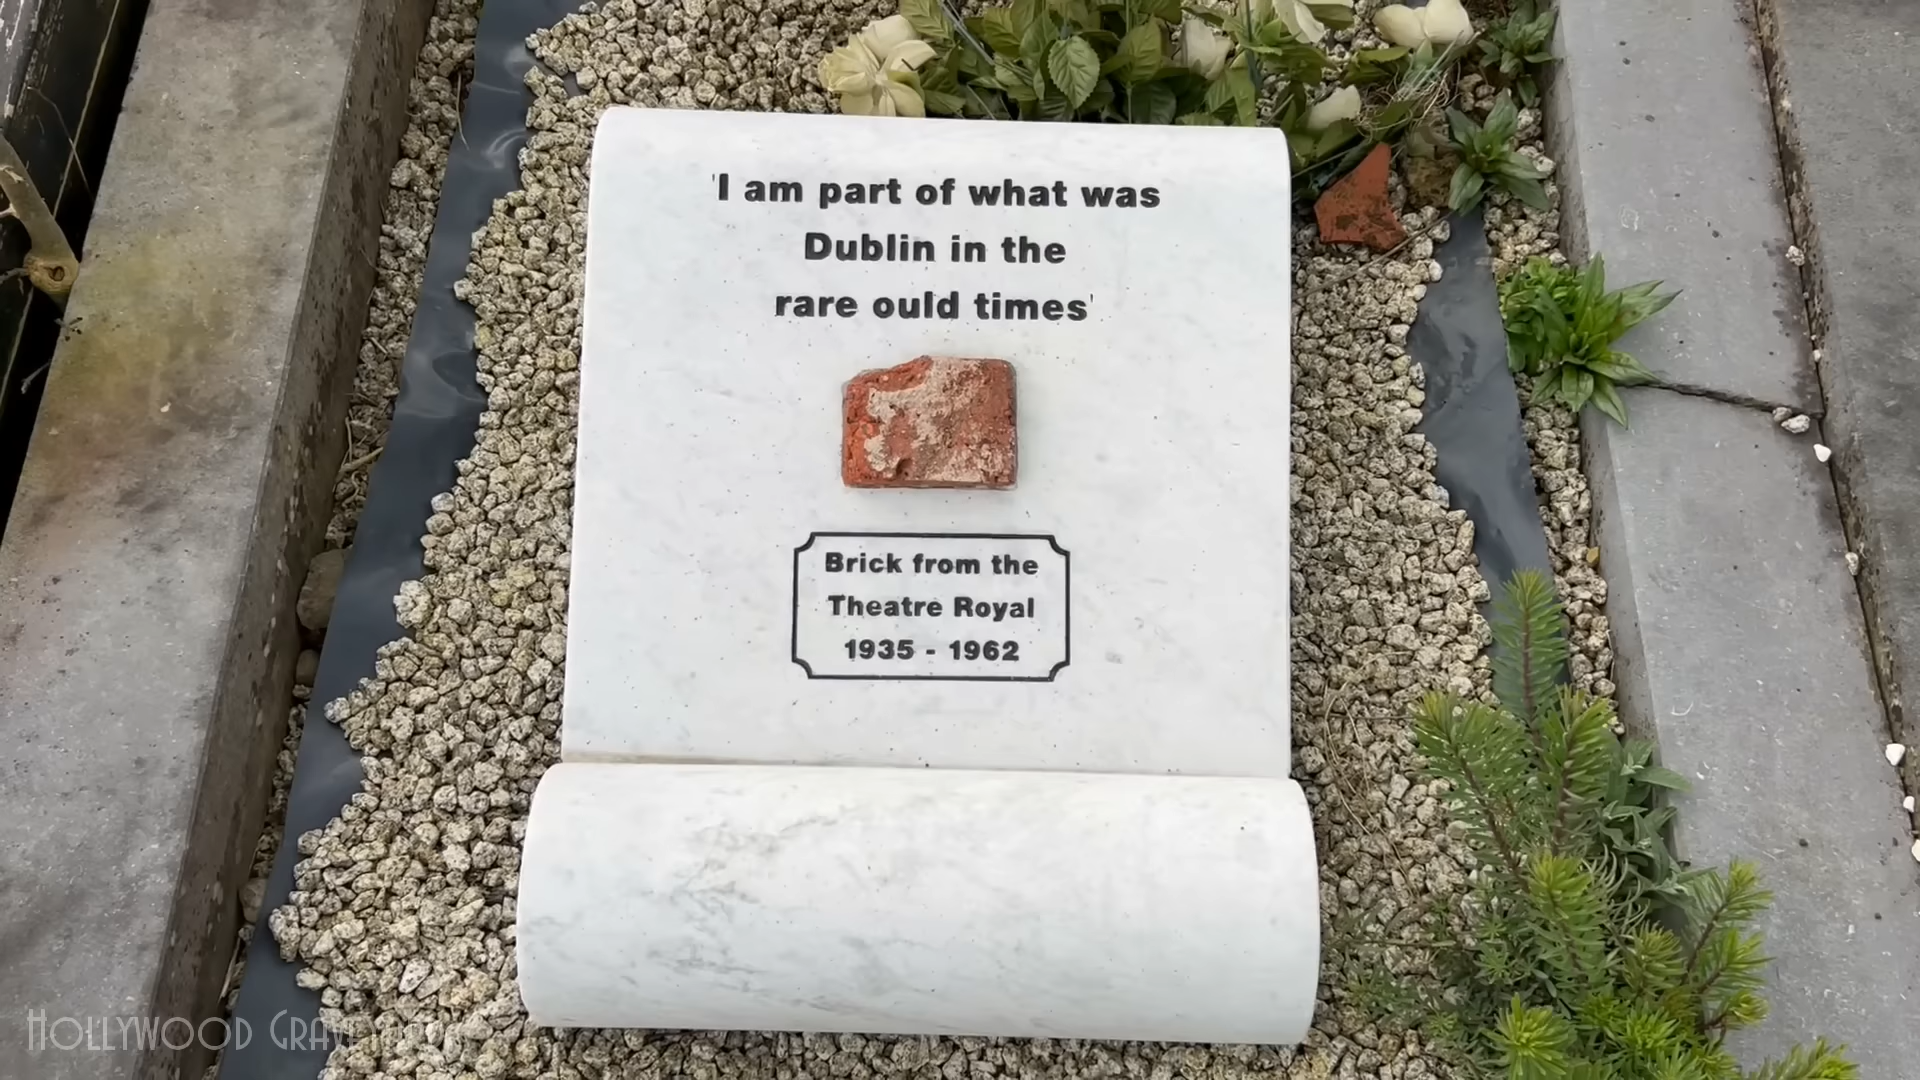 'I am part of what was
Dublin in the
rare ould times'
Brick from the
Theatre Royal
1935 - 1962
Hollywood Graveyard